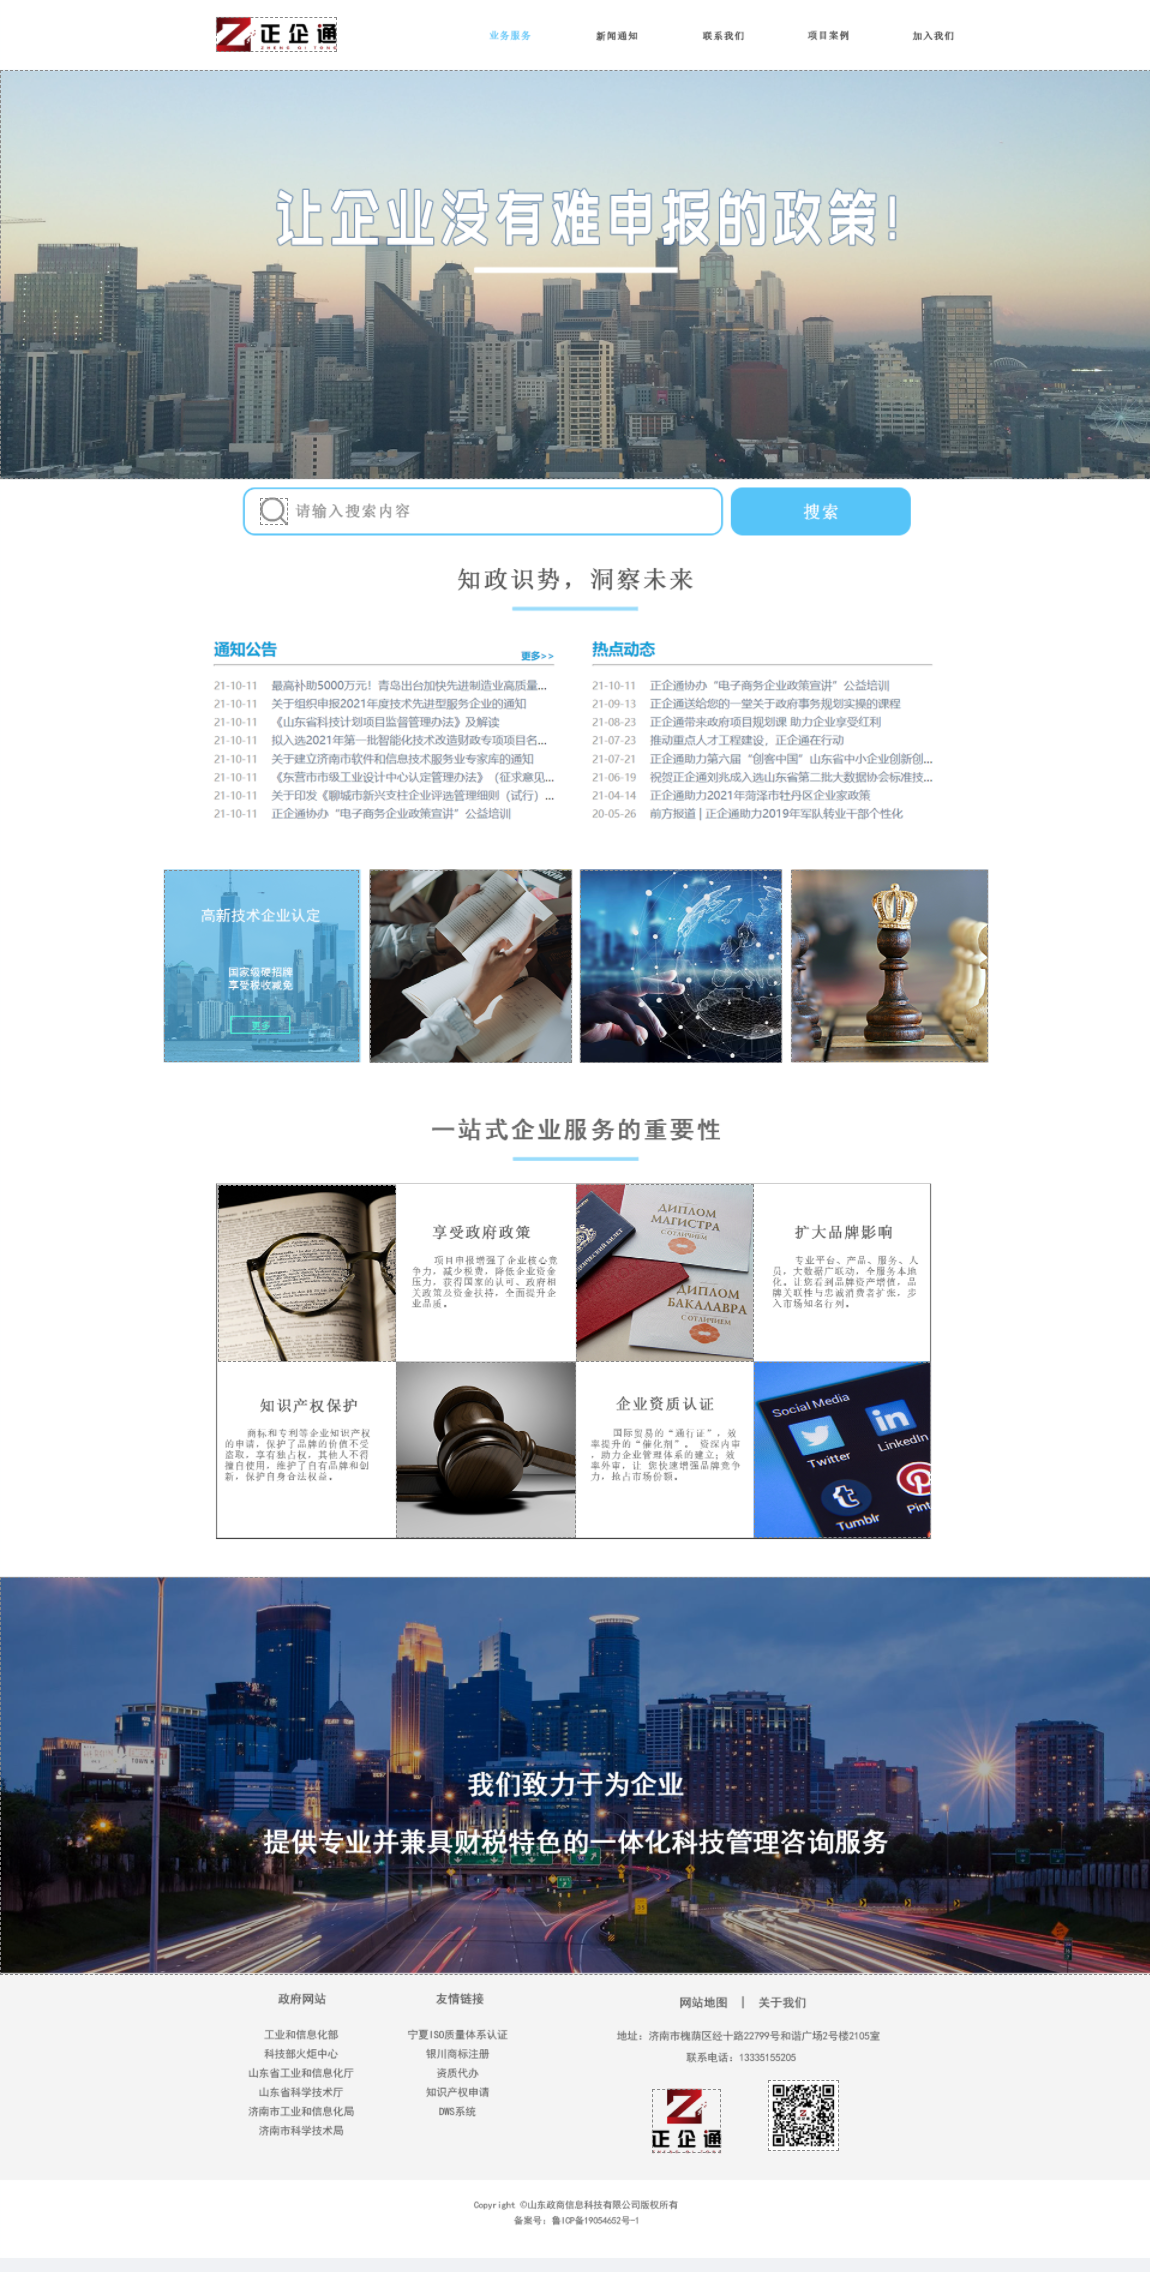 正企通
ZHENG QI TONG
业务服务
新闻通知
联系我们
项目案例
加入我们
让企业没有难申报的政策!
请输入搜索内容
搜索
知政识势，洞察未来
通知公告
更多>>
21-10-11 最高补助5000万元！青岛出台加快先进制造业高质量...
21-10-11 关于组织申报2021年度技术先进型服务企业的通知
21-10-11 《山东省科技计划项目监督管理办法》及解读
21-10-11 拟入选2021年第一批智能化技术改造财政专项项目名...
21-10-11 关于建立济南市软件和信息技术服务业专家库的通知
21-10-11 《东营市市级工业设计中心认定管理办法》（征求意见...
21-10-11 关于印发《聊城市新兴支柱企业评选管理细则（试行）...
21-10-11 正企通协办“电子商务企业政策宣讲”公益培训
热点动态
21-10-11 正企通协办“电子商务企业政策宣讲”公益培训
21-09-13 正企通送给您的一堂关于政府事务规划实操的课程
21-08-23 正企通带来政府项目规划课 助力企业享受红利
21-07-23 推动重点人才工程建设，正企通在行动
21-07-21 正企通助力第六届“创客中国”山东省中小企业创新创...
21-06-19 祝贺正企通刘兆成入选山东省第二批大数据协会标准技...
21-04-14 正企通助力2021年菏泽市牡丹区企业家政策
20-05-26 前方报道 | 正企通助力2019年军队转业干部个性化
高新技术企业认定
国家级硬招牌
享受税收减免
更多
一站式企业服务的重要性
享受政府政策
项目申报增强了企业核心竞
争力，减少税费，降低企业资金
压力，获得国家的认可、政府相
关政策及资金扶持，全面提升企
业品质。
ДИПЛОМ
МАГИСТРА
С ОТЛИЧИЕМ
ДИПЛОМ
БАКАЛАВРА
С ОТЛИЧИЕМ
扩大品牌影响
专业平台、产品、服务、人
员，大数据广联动，全服务本地
化。让您看到品牌资产增值，品
牌关联性与忠诚消费者扩张，步
入市场知名行列。
知识产权保护
商标和专利等企业知识产权
的申请，保护了品牌的价值不受
盗取，享有独占权，其他人不得
擅自使用，维护了自有品牌和创
新，保护自身合法权益。
企业资质认证
国际贸易的“通行证”，效
率提升的“催化剂”。 资深内审
，助力企业管理体系的建立；效
率外审，让 您快速增强品牌竞争
力，抢占市场份额。
Social Media
Twitter
LinkedIn
Tumblr
Pint
我们致力于为企业
提供专业并兼具财税特色的一体化科技管理咨询服务
政府网站
工业和信息化部
科技部火炬中心
山东省工业和信息化厅
山东省科学技术厅
济南市工业和信息化局
济南市科学技术局
友情链接
宁夏ISO质量体系认证
银川商标注册
资质代办
知识产权申请
DWS系统
网站地图 | 关于我们
地址：济南市槐荫区经十路22799号和谐广场2号楼2105室
联系电话：13335155205
正企通
Copyright ©山东政商信息科技有限公司版权所有
备案号：鲁ICP备19054652号-1